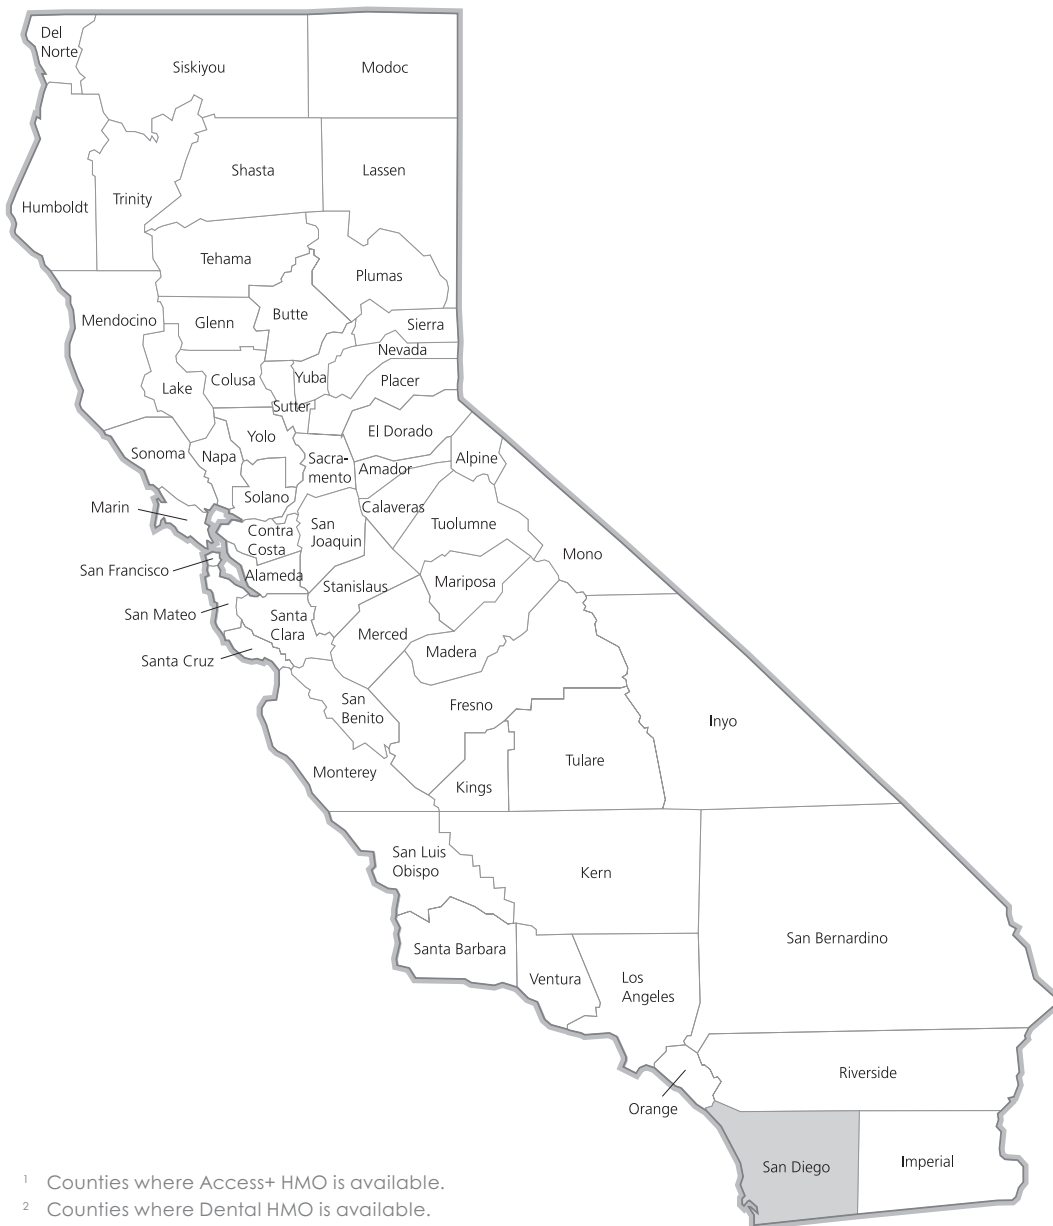 Del
Norte
Siskiyou
Modoc
Shasta
Lassen
Humboldt
Trinity
Tehama
Plumas
Mendocino
Glenn
Butte
Sierra
Nevada
Lake
Colusa
Yuba
Placer
Sutter
El Dorado
Sonoma
Napa
Yolo
Sacra-
mento
Amador
Alpine
Solano
Calaveras
Marin
Contra
Costa
San
Joaquin
Tuolumne
Mono
San Francisco
Alameda
Stanislaus
Mariposa
San Mateo
Santa
Clara
Merced
Madera
Santa Cruz
San
Benito
Fresno
Inyo
Monterey
Kings
Tulare
San Luis
Obispo
Kern
San Bernardino
Santa Barbara
Ventura
Los
Angeles
Riverside
Orange
San Diego
Imperial
1 Counties where Access+ HMO is available.
2 Counties where Dental HMO is available.